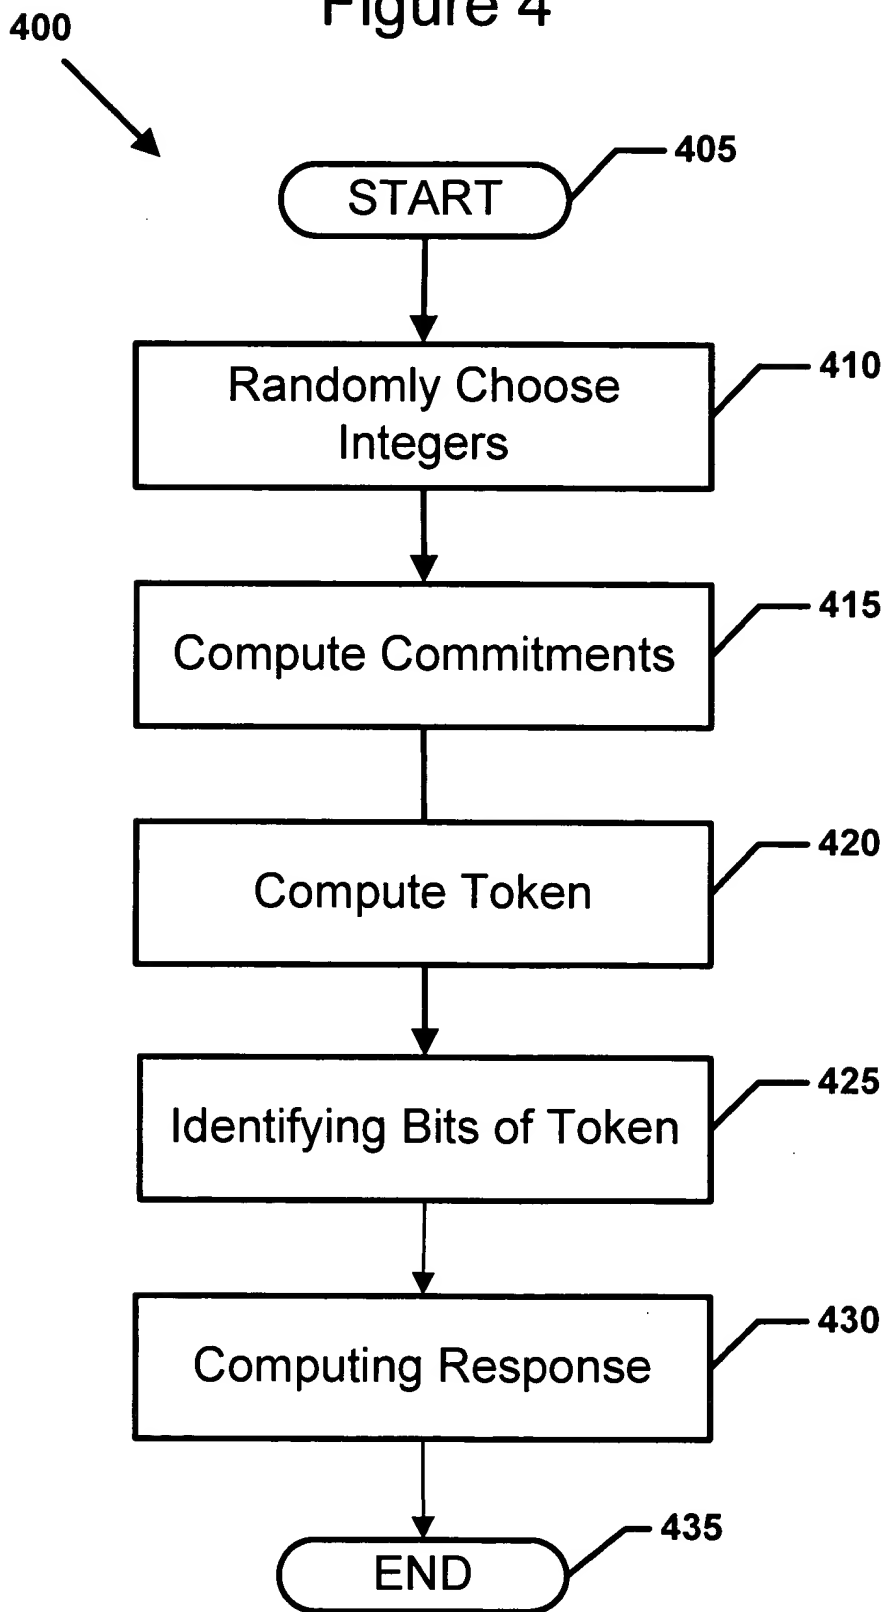 Figure 4
400
START
405
Randomly Choose
Integers
410
Compute Commitments
415
Compute Token
420
Identifying Bits of Token
425
Computing Response
430
END
435